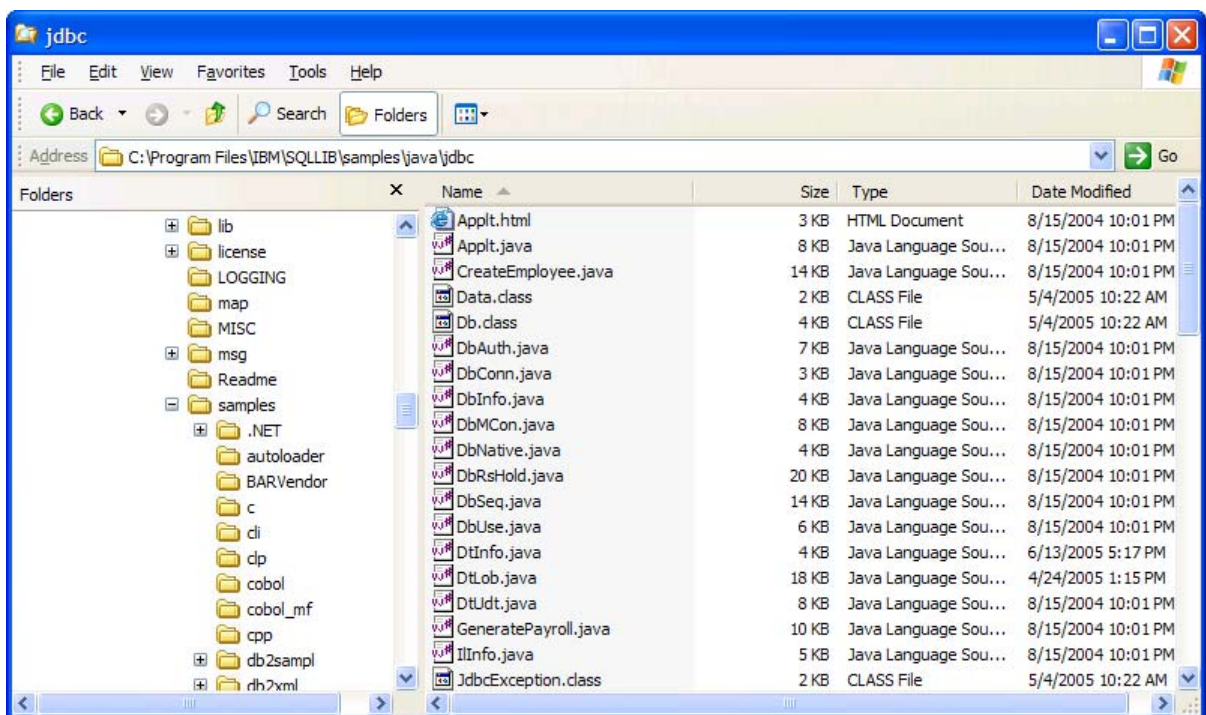 jdbc
File Edit View Favorites Tools Help
Back Search Folders
Address C:\Program Files\IBM\SQLLIB\samples\java\jdbc Go
Folders
lib
license
LOGGING
map
MISC
msg
Readme
samples
.NET
autoloader
BARVendor
c
cli
clp
cobol
cobol_mf
cpp
db2sampl
db2xml
Name Size Type Date Modified
Applt.html 3 KB HTML Document 8/15/2004 10:01 PM
Applt.java 8 KB Java Language Sou... 8/15/2004 10:01 PM
CreateEmployee.java 14 KB Java Language Sou... 8/15/2004 10:01 PM
Data.class 2 KB CLASS File 5/4/2005 10:22 AM
Db.class 4 KB CLASS File 5/4/2005 10:22 AM
DbAuth.java 7 KB Java Language Sou... 8/15/2004 10:01 PM
DbConn.java 3 KB Java Language Sou... 8/15/2004 10:01 PM
DbInfo.java 4 KB Java Language Sou... 8/15/2004 10:01 PM
DbMCon.java 8 KB Java Language Sou... 8/15/2004 10:01 PM
DbNative.java 4 KB Java Language Sou... 8/15/2004 10:01 PM
DbRsHold.java 20 KB Java Language Sou... 8/15/2004 10:01 PM
DbSeq.java 14 KB Java Language Sou... 8/15/2004 10:01 PM
DbUse.java 6 KB Java Language Sou... 8/15/2004 10:01 PM
DtInfo.java 4 KB Java Language Sou... 6/13/2005 5:17 PM
DtLob.java 18 KB Java Language Sou... 4/24/2005 1:15 PM
DtUdt.java 8 KB Java Language Sou... 8/15/2004 10:01 PM
GeneratePayroll.java 10 KB Java Language Sou... 8/15/2004 10:01 PM
IlInfo.java 5 KB Java Language Sou... 8/15/2004 10:01 PM
JdbcException.class 2 KB CLASS File 5/4/2005 10:22 AM